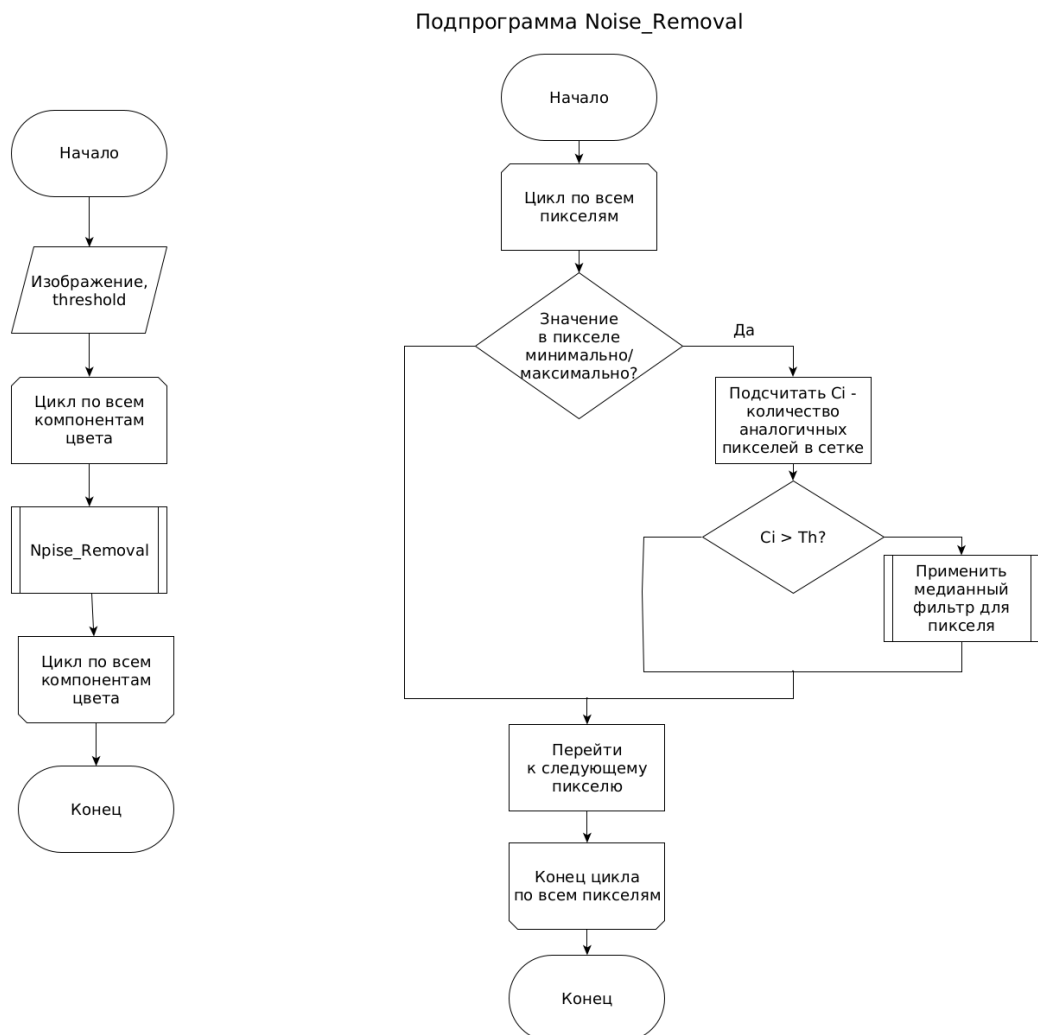 Подпрограмма Noise_Removal
Начало
Изображение,
threshold
Цикл по всем
компонентам
цвета
Npise_Removal
Цикл по всем
компонентам
цвета
Конец
Начало
Цикл по всем
пикселям
Значение
в пикселе
минимально/
максимально?
Да
Подсчитать Ci -
количество
аналогичных
пикселей в сетке
Ci > Th?
Применить
медианный
фильтр для
пикселя
Перейти
к следующему
пикселю
Конец цикла
по всем пикселям
Конец